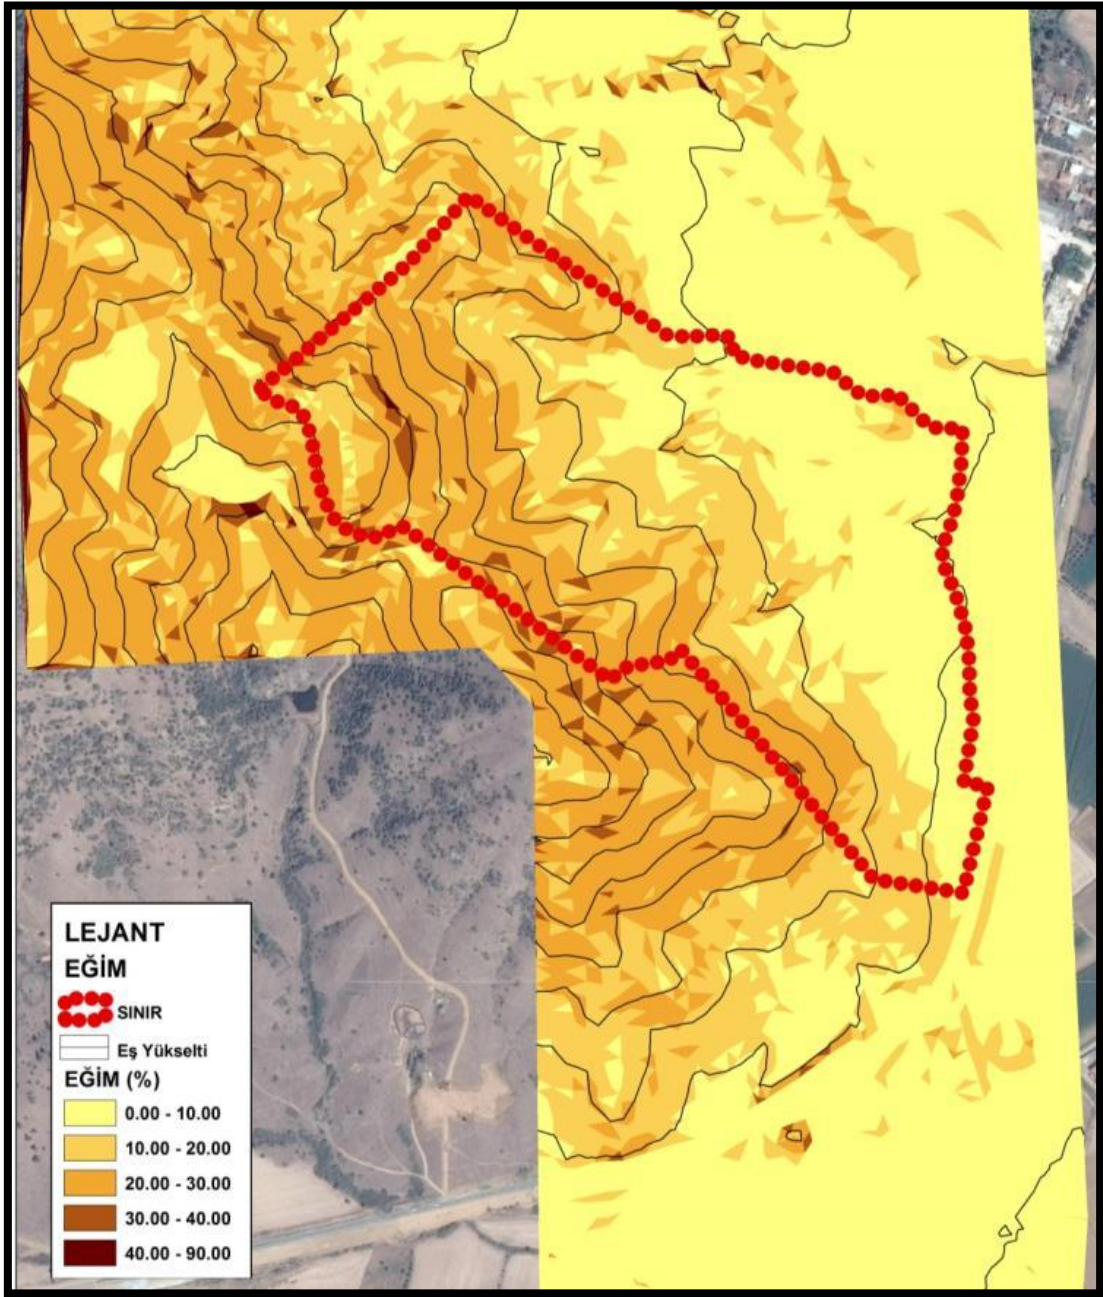 LEJANT
EĞİM
SINIR
Eş Yükselti
EĞİM (%)
0.00 - 10.00
10.00 - 20.00
20.00 - 30.00
30.00 - 40.00
40.00 - 90.00